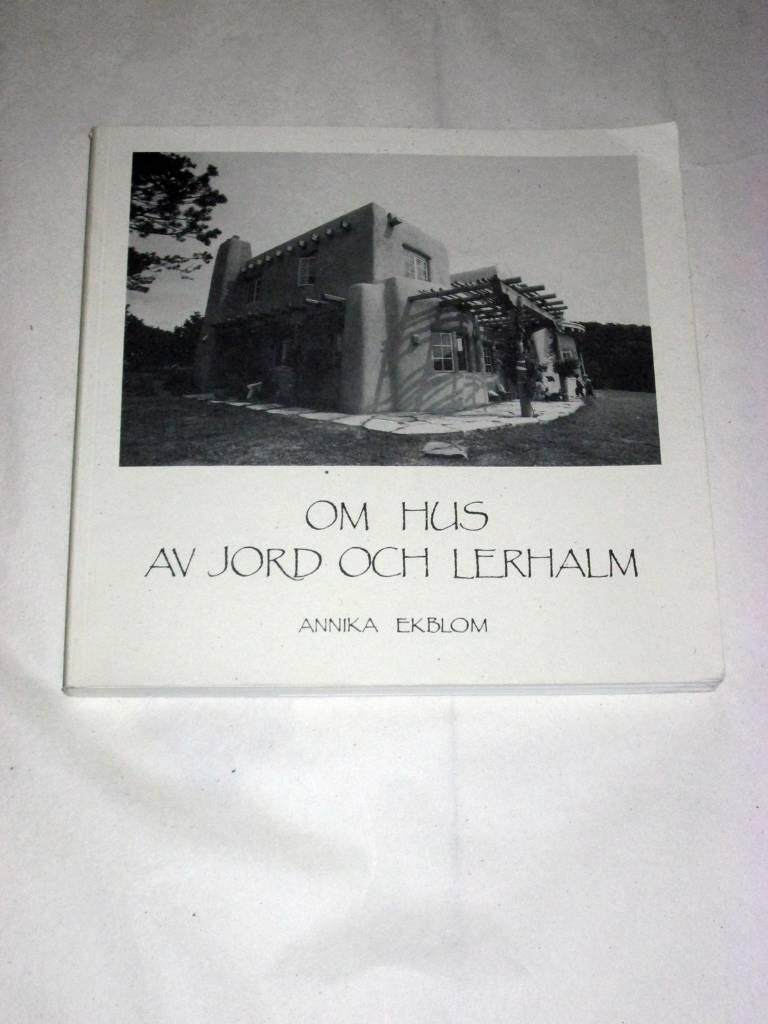 OM HUS
AV JORD OCH LERHALM
ANNIKA EKBLOM